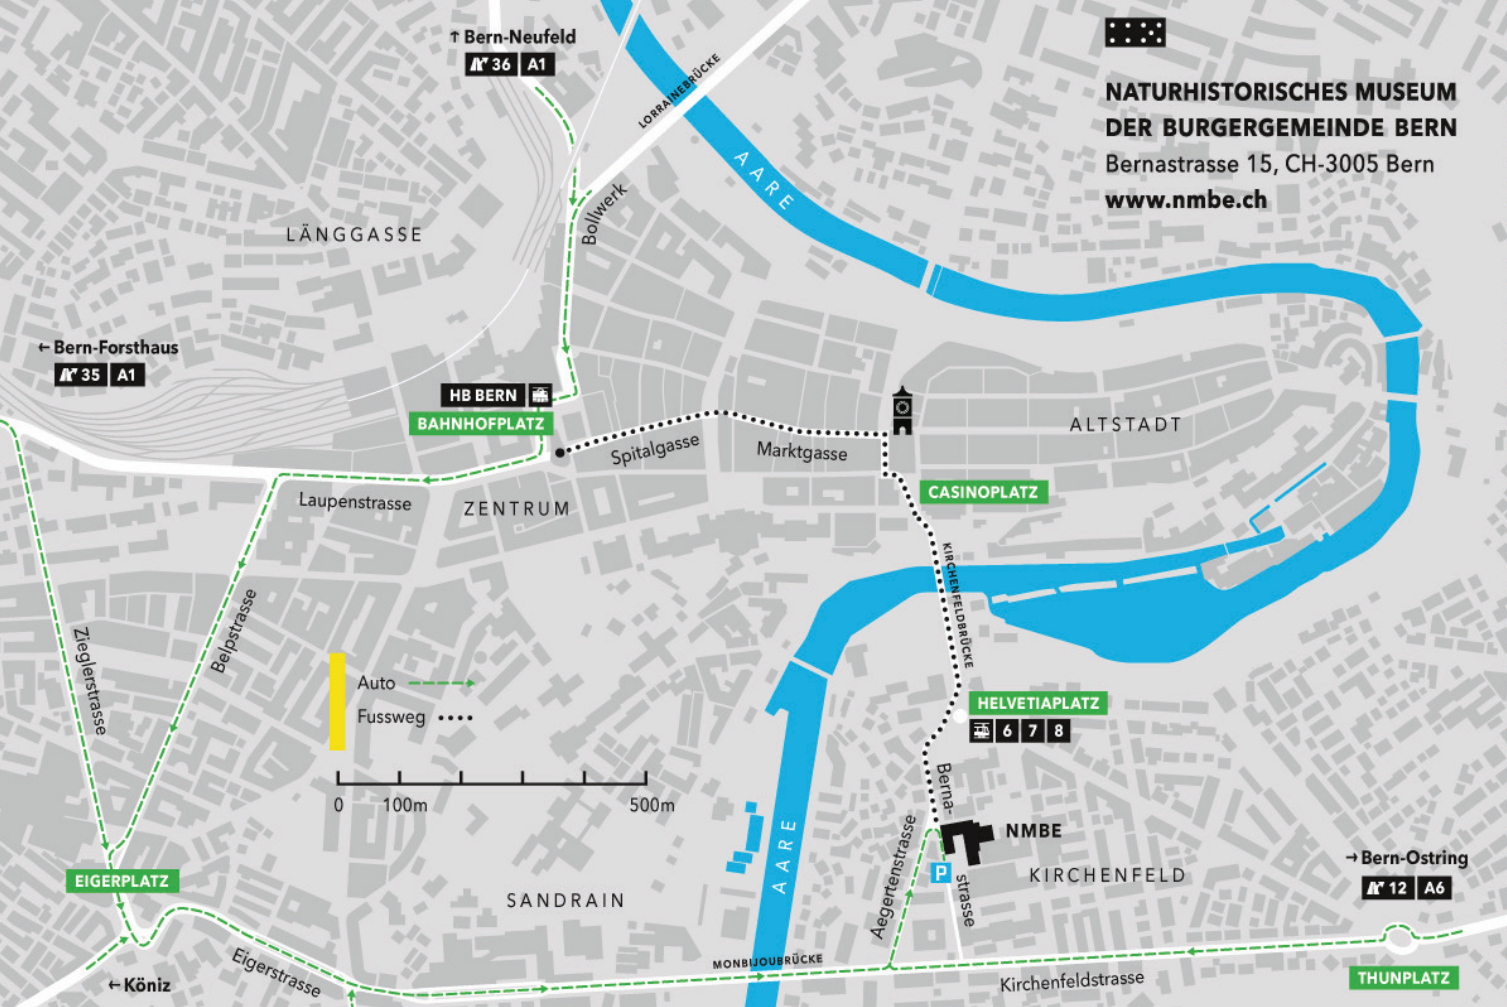 ↑ Bern-Neufeld
36 A1
LORRAINEBRÜCKE
NATURHISTORISCHES MUSEUM
DER BURGERGEMEINDE BERN
Bernastrasse 15, CH-3005 Bern
www.nmbe.ch
AARE
Bollwerk
LÄNGGASSE
← Bern-Forsthaus
35 A1
HB BERN
BAHNHOFPLATZ
Spitalgasse
Marktgasse
ALTSTADT
CASINOPLATZ
Laupenstrasse
ZENTRUM
KIRCHENFELDBRÜCKE
Zieglerstrasse
Belpstrasse
Auto
Fussweg
HELVETIAPLATZ
6 7 8
0 100m 500m
Berna-
strasse
NMBE
P
AARE
Aegertenstrasse
KIRCHENFELD
→ Bern-Ostring
12 A6
EIGERPLATZ
SANDRAIN
Eigerstrasse
← Köniz
MONBIJOUBRÜCKE
Kirchenfeldstrasse
THUNPLATZ